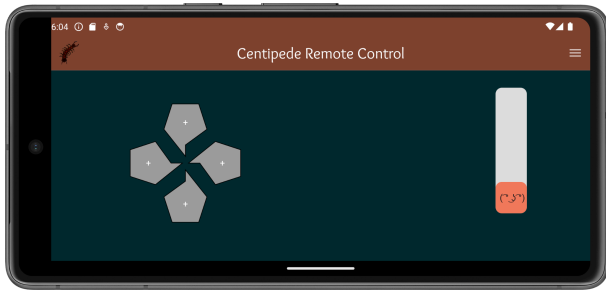 6:04
Centipede Remote Control
+
+ +
+
( ͡° ͜ʖ ͡°)